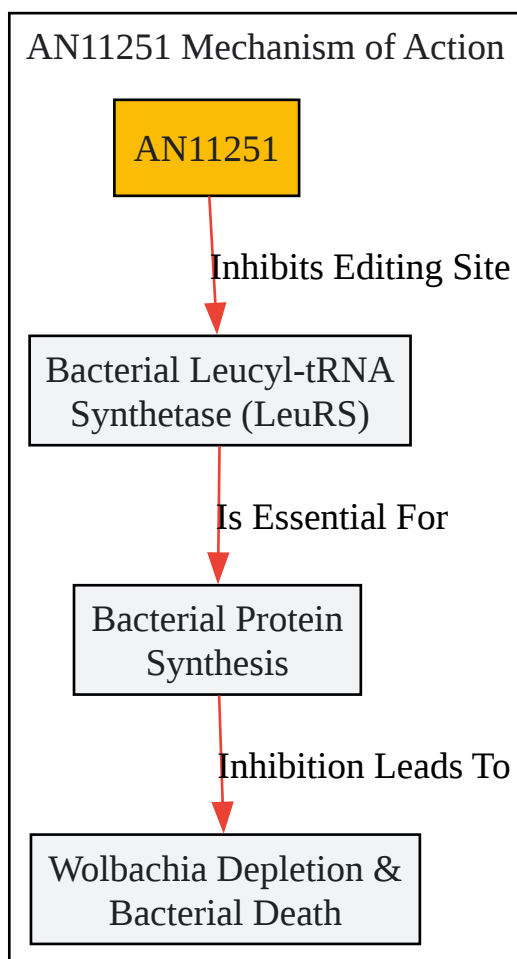 AN11251 Mechanism of Action
AN11251
Inhibits Editing Site
Bacterial Leucyl-tRNA
Synthetase (LeuRS)
Is Essential For
Bacterial Protein
Synthesis
Inhibition Leads To
Wolbachia Depletion &
Bacterial Death